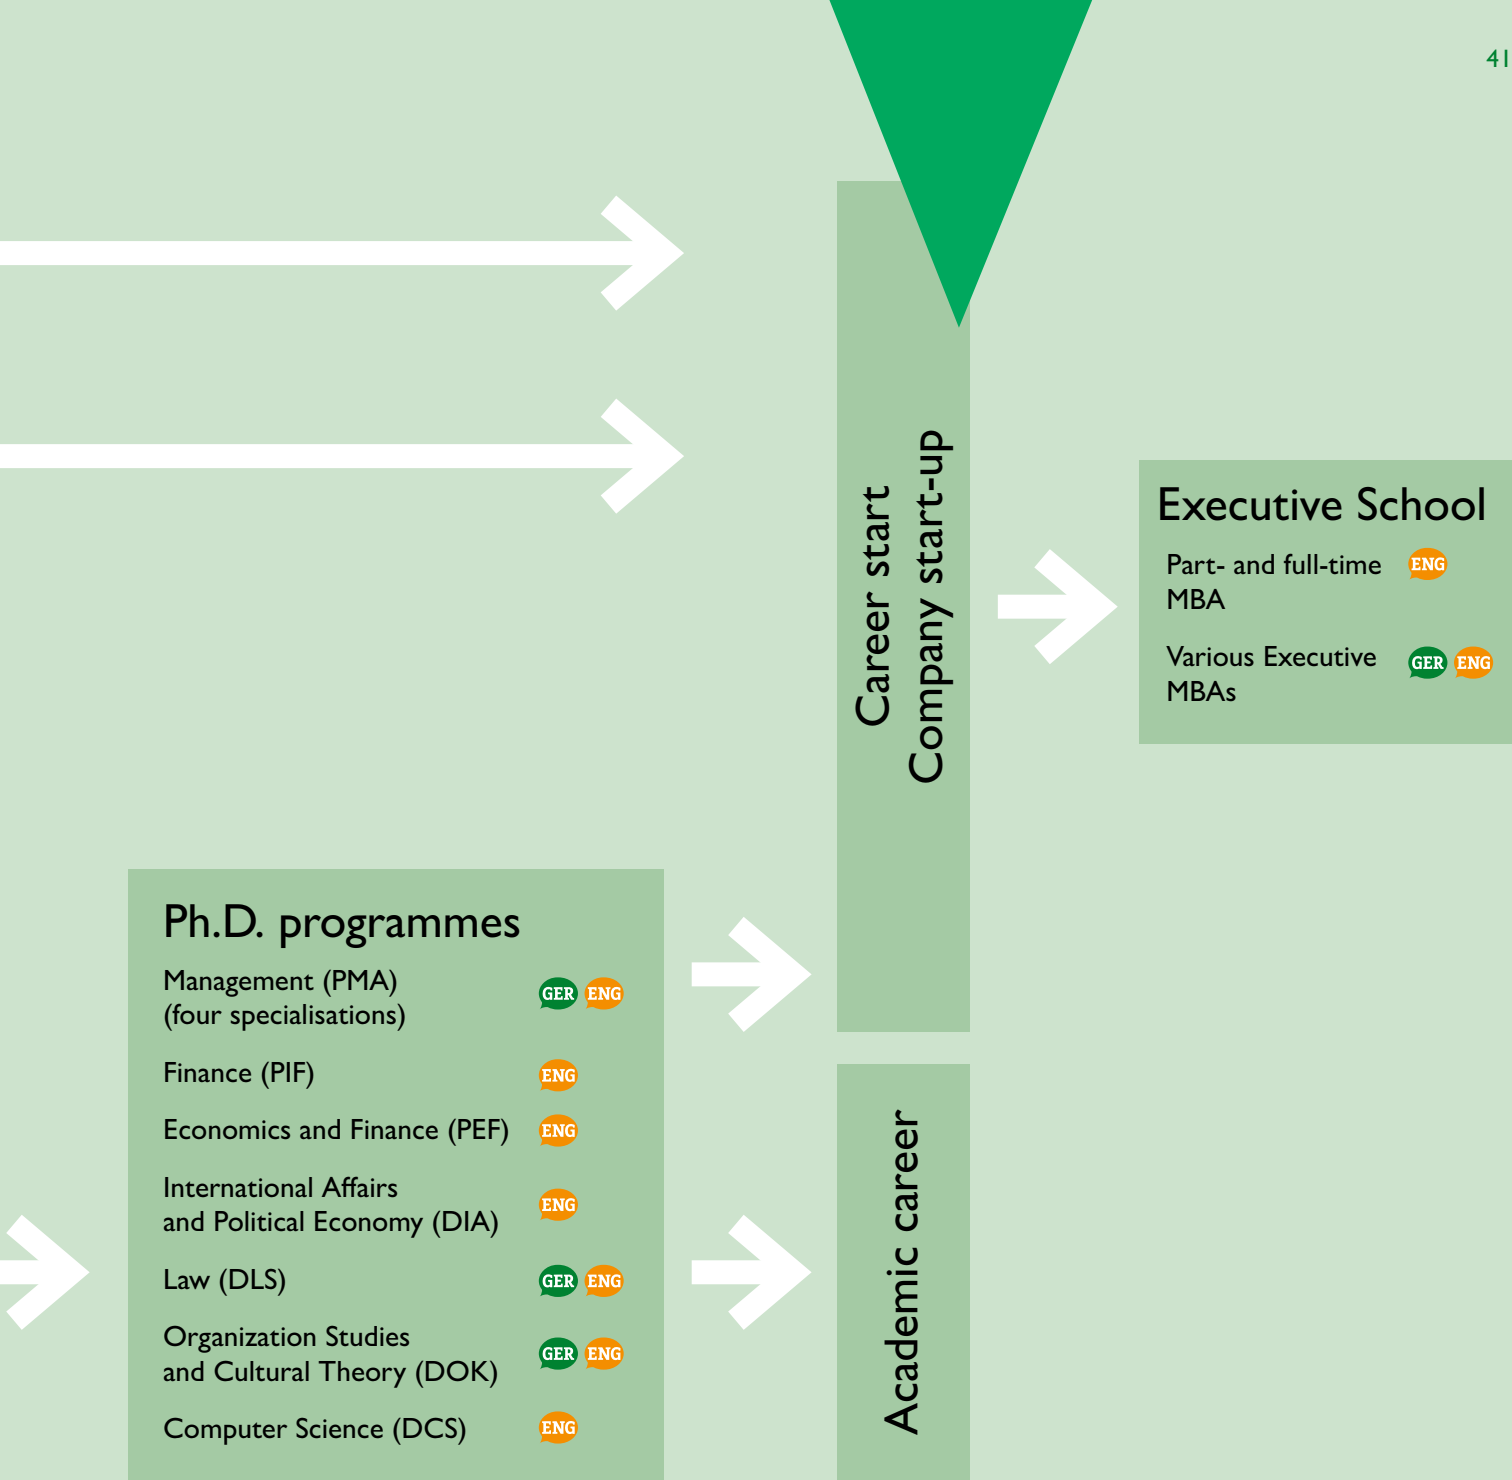 41
Career start
Company start-up
Executive School
Part- and full-time ENG
MBA
Various Executive GER ENG
MBAs
Ph.D. programmes
Management (PMA) GER ENG
(four specialisations)
Finance (PIF) ENG
Economics and Finance (PEF) ENG
International Affairs
and Political Economy (DIA) ENG
Law (DLS) GER ENG
Organization Studies
and Cultural Theory (DOK) GER ENG
Computer Science (DCS) ENG
Academic career